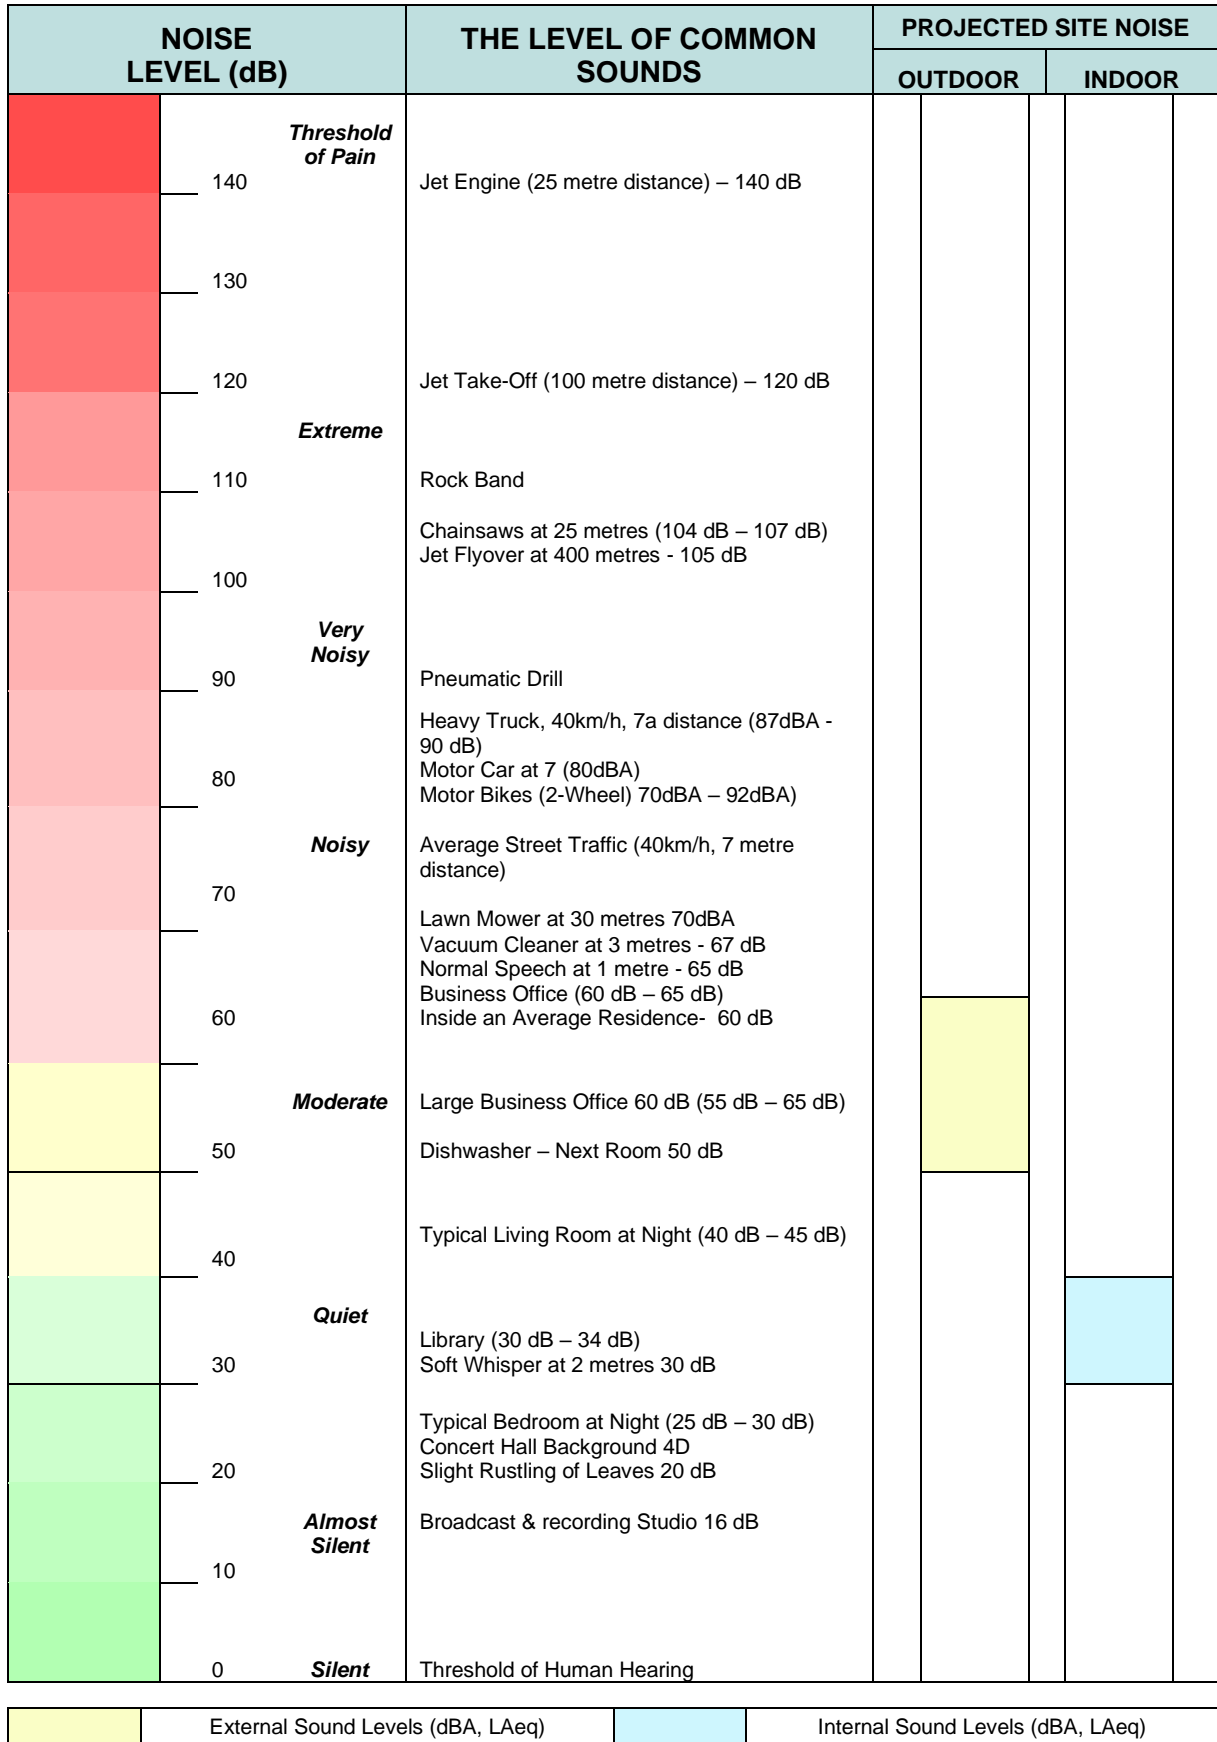 NOISE
LEVEL (dB)
THE LEVEL OF COMMON
SOUNDS
PROJECTED SITE NOISE
OUTDOOR
INDOOR
Threshold
of Pain
140
Jet Engine (25 metre distance) – 140 dB
130
120
Jet Take-Off (100 metre distance) – 120 dB
Extreme
110
Rock Band
Chainsaws at 25 metres (104 dB – 107 dB)
Jet Flyover at 400 metres - 105 dB
100
Very
Noisy
90
Pneumatic Drill
Heavy Truck, 40km/h, 7a distance (87dBA -
90 dB)
Motor Car at 7 (80dBA)
80
Motor Bikes (2-Wheel) 70dBA – 92dBA)
Noisy
Average Street Traffic (40km/h, 7 metre
distance)
70
Lawn Mower at 30 metres 70dBA
Vacuum Cleaner at 3 metres - 67 dB
Normal Speech at 1 metre - 65 dB
Business Office (60 dB – 65 dB)
60
Inside an Average Residence- 60 dB
Moderate
Large Business Office 60 dB (55 dB – 65 dB)
50
Dishwasher – Next Room 50 dB
Typical Living Room at Night (40 dB – 45 dB)
40
Quiet
Library (30 dB – 34 dB)
30
Soft Whisper at 2 metres 30 dB
Typical Bedroom at Night (25 dB – 30 dB)
Concert Hall Background 4D
20
Slight Rustling of Leaves 20 dB
Almost
Silent
Broadcast & recording Studio 16 dB
10
0
Silent
Threshold of Human Hearing
External Sound Levels (dBA, LAeq)
Internal Sound Levels (dBA, LAeq)